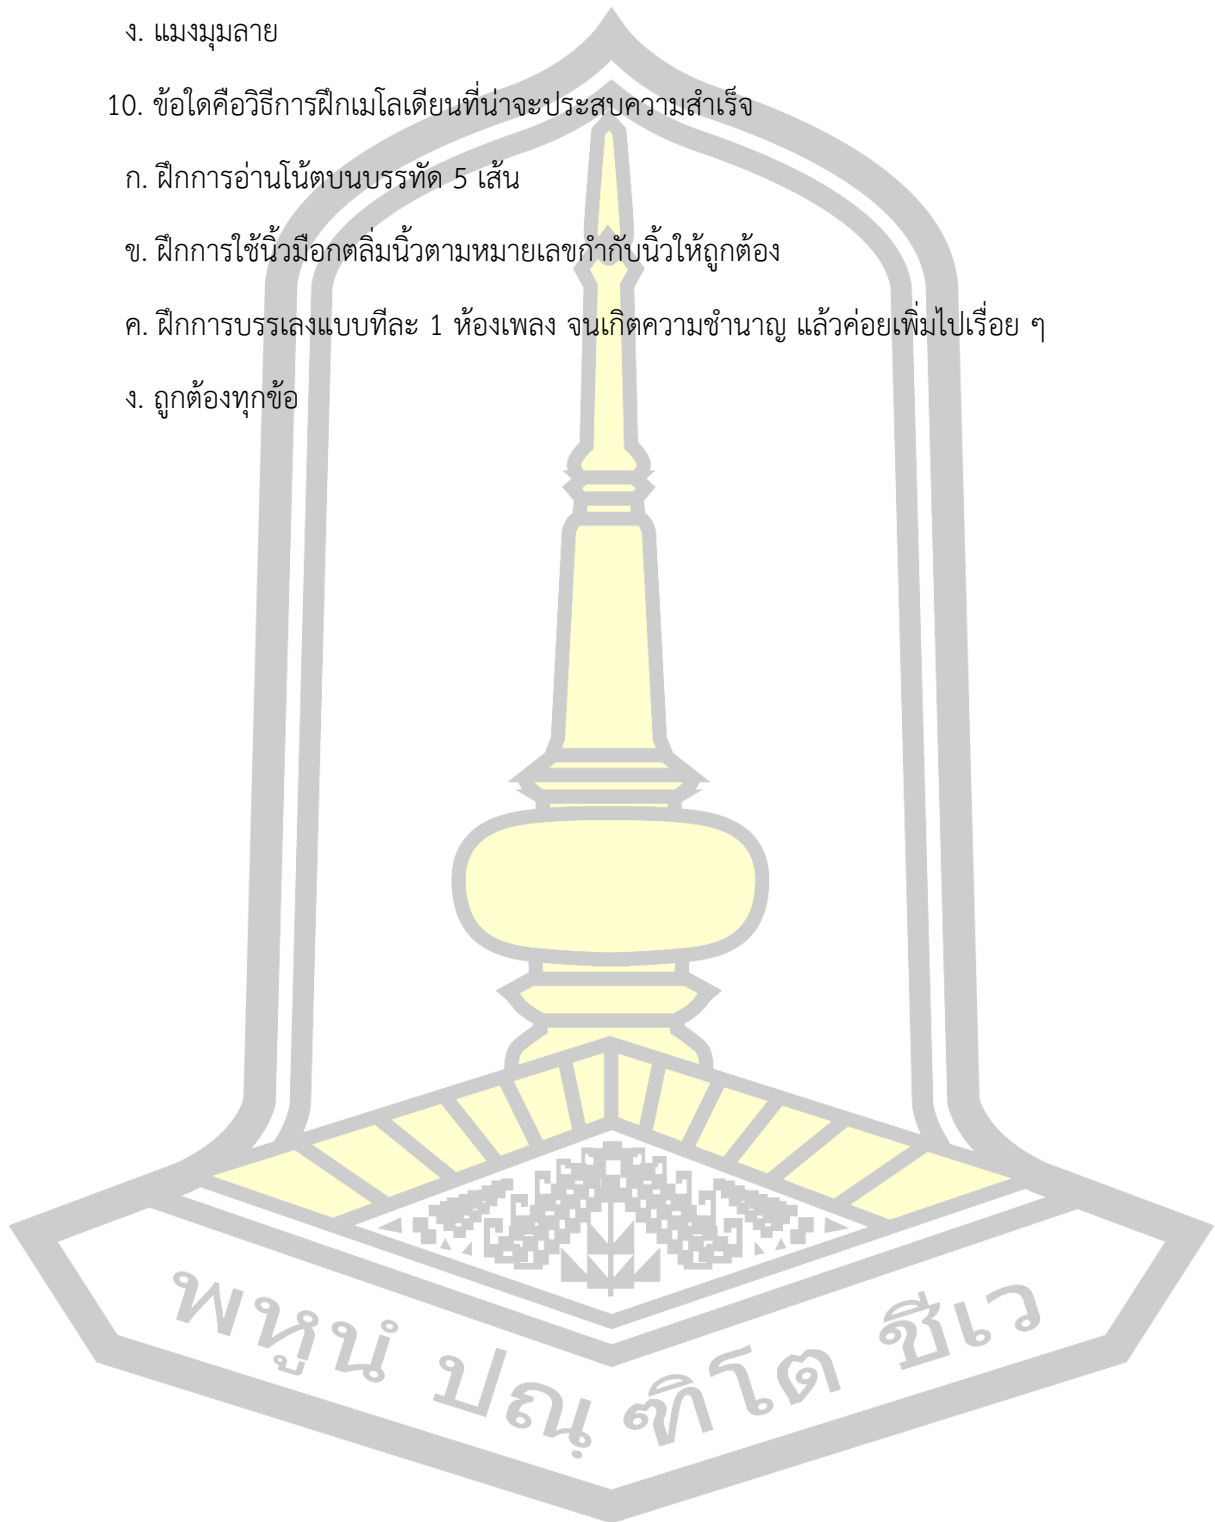 ง. แมงมุมลาย
10. ข้อใดคือวิธีการฝึกเมโลเดียนที่น่าจะประสบความสำเร็จ
ก. ฝึกการอ่านโน้ตบนบรรทัด 5 เส้น
ข. ฝึกการใช้นิ้วมือกดลิ่มนิ้วตามหมายเลขกำกับนิ้วให้ถูกต้อง
ค. ฝึกการบรรเลงแบบทีละ 1 ห้องเพลง จนเกิดความชำนาญ แล้วค่อยเพิ่มไปเรื่อย ๆ
ง. ถูกต้องทุกข้อ
พหูนํ ปณฺฑิโต ชีเว